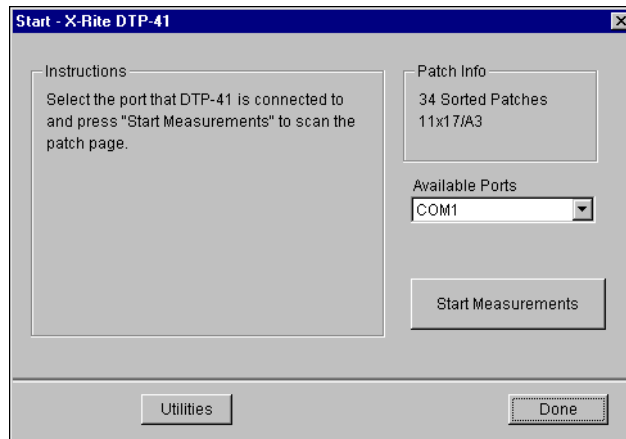 Start - X-Rite DTP-41
Instructions
Select the port that DTP-41 is connected to
and press "Start Measurements" to scan the
patch page.
Patch Info
34 Sorted Patches
11x17/A3
Available Ports
COM1
Start Measurements
Utilities
Done